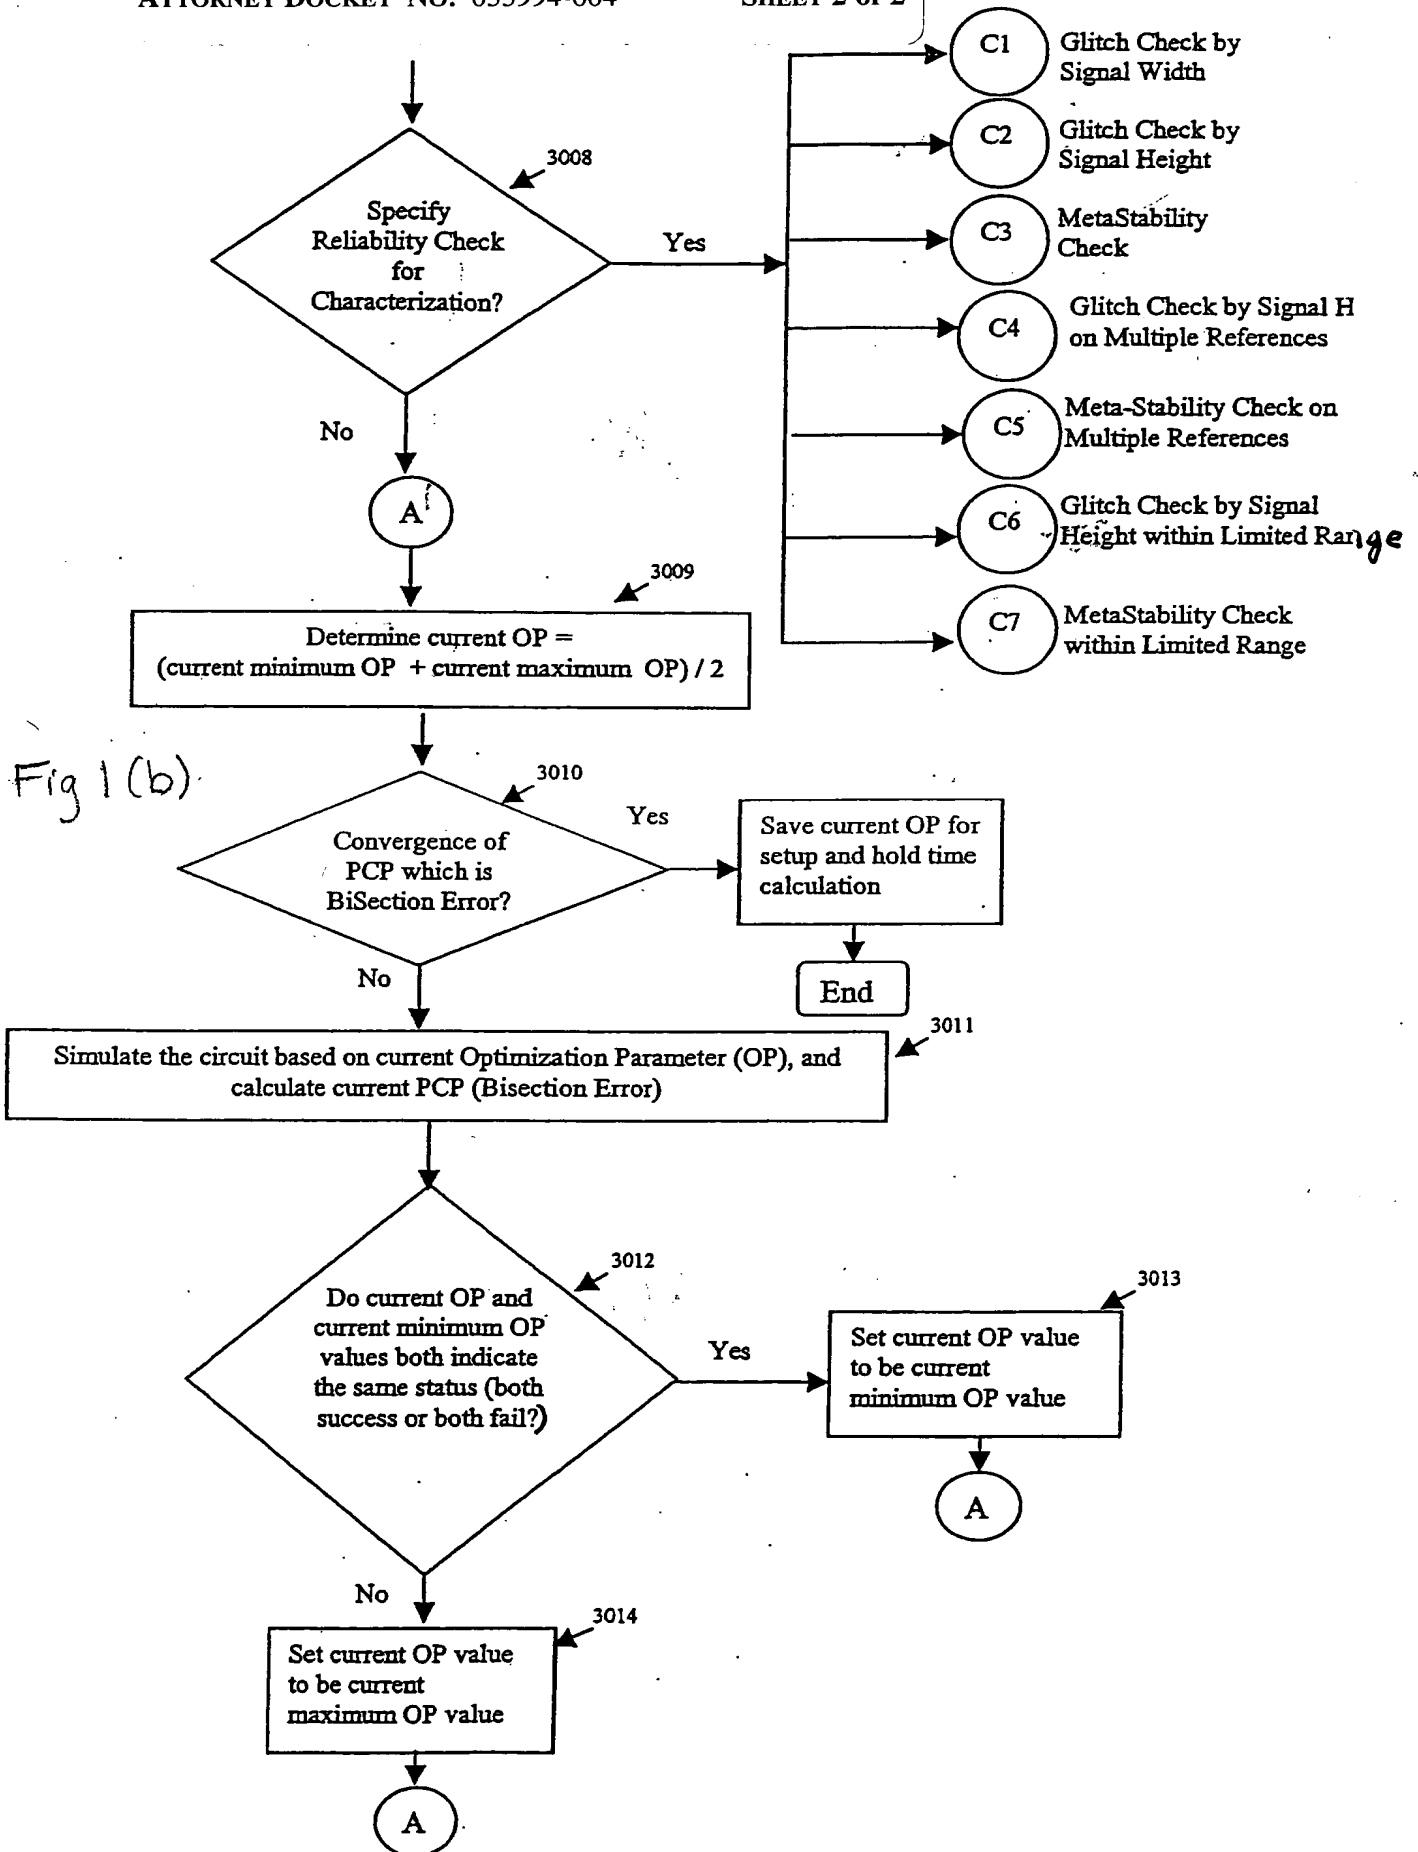 SHEET 2 OF 2
C1
Glitch Check by
Signal Width
C2
Glitch Check by
Signal Height
3008
Specify
Reliability Check
for
Characterization?
Yes
C3
MetaStability
Check
C4
Glitch Check by Signal H
on Multiple References
No
C5
Meta-Stability Check on
Multiple References
A
C6
Glitch Check by Signal
Height within Limited Range
3009
Determine current OP =
(current minimum OP + current maximum OP) / 2
C7
MetaStability Check
within Limited Range
Fig 1 (b)
3010
Convergence of
PCP which is
BiSection Error?
Yes
Save current OP for
setup and hold time
calculation
No
End
3011
Simulate the circuit based on current Optimization Parameter (OP), and
calculate current PCP (Bisection Error)
3012
Do current OP and
current minimum OP
values both indicate
the same status (both
success or both fail?)
Yes
3013
Set current OP value
to be current
minimum OP value
A
No
3014
Set current OP value
to be current
maximum OP value
A